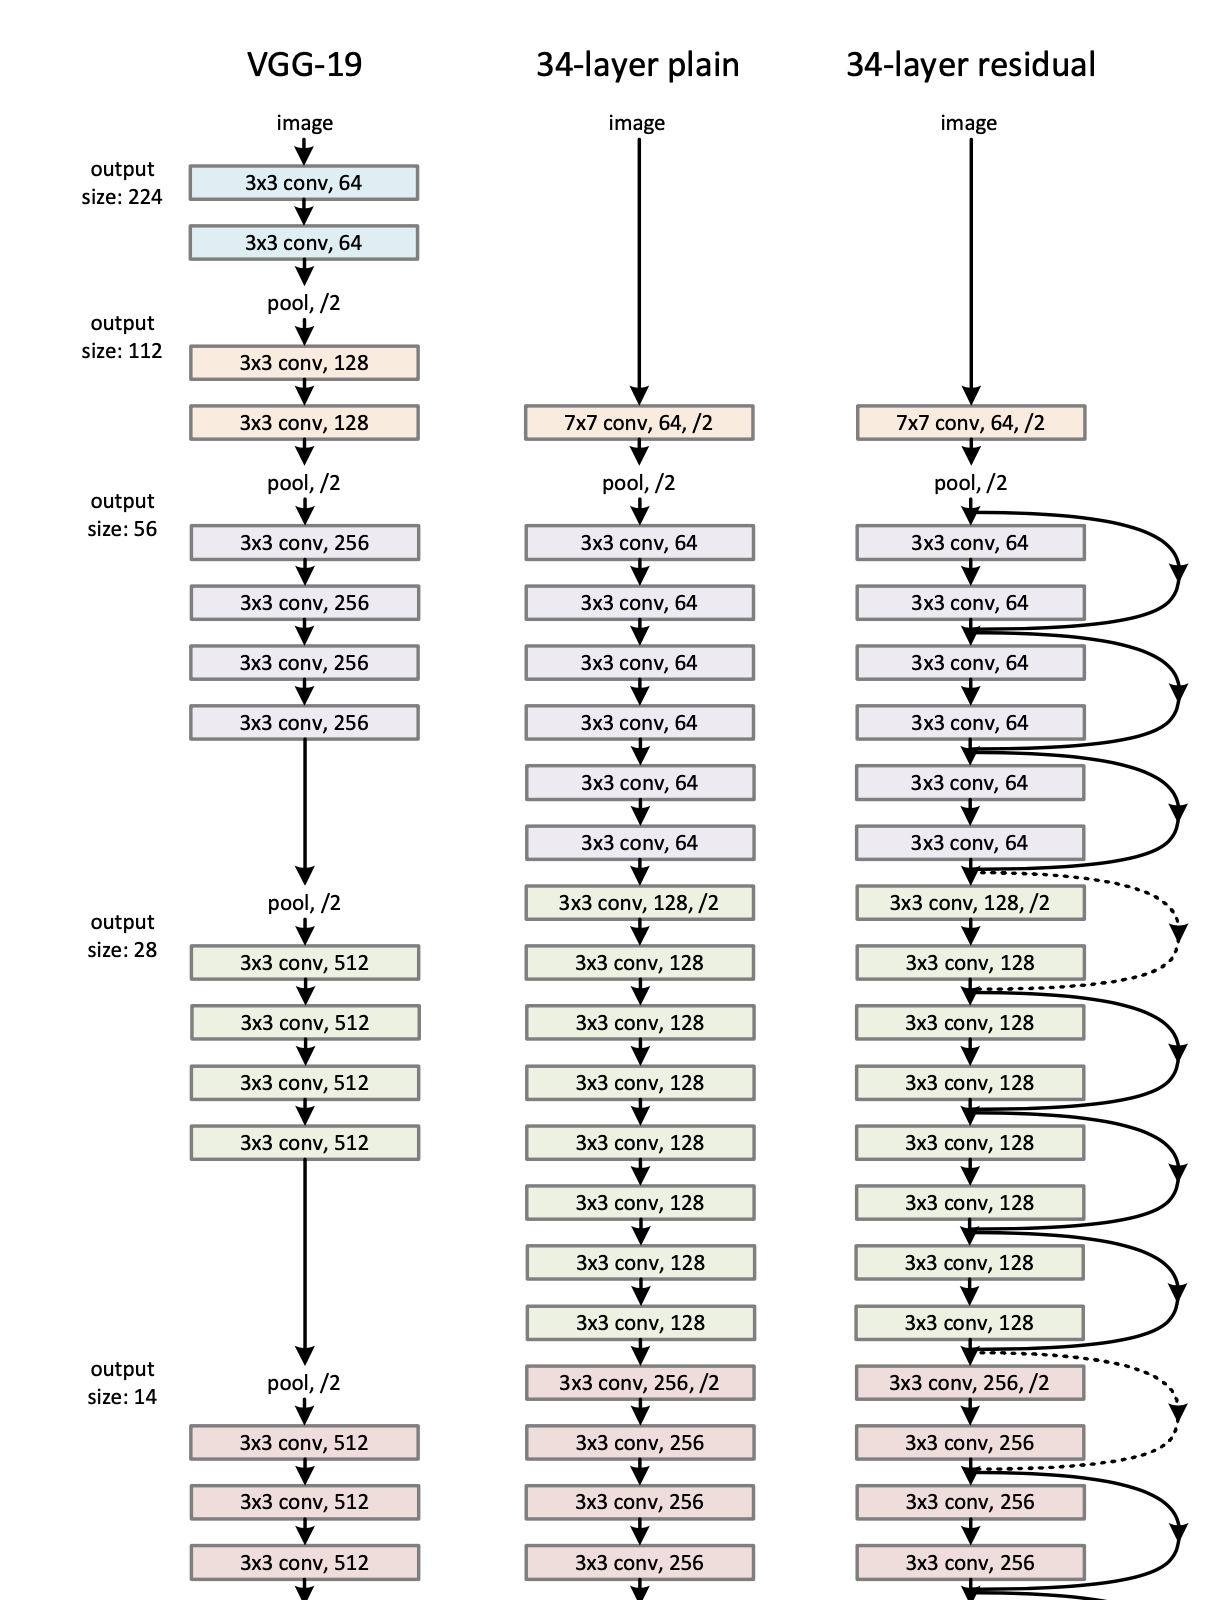 VGG-19
34-layer plain
34-layer residual
image
image
image
output
size: 224
3x3 conv, 64
3x3 conv, 64
pool, /2
output
size: 112
3x3 conv, 128
3x3 conv, 128
7x7 conv, 64, /2
7x7 conv, 64, /2
pool, /2
pool, /2
pool, /2
output
size: 56
3x3 conv, 256
3x3 conv, 64
3x3 conv, 64
3x3 conv, 256
3x3 conv, 64
3x3 conv, 64
3x3 conv, 256
3x3 conv, 64
3x3 conv, 64
3x3 conv, 256
3x3 conv, 64
3x3 conv, 64
3x3 conv, 64
3x3 conv, 64
3x3 conv, 64
3x3 conv, 64
pool, /2
3x3 conv, 128, /2
3x3 conv, 128, /2
output
size: 28
3x3 conv, 512
3x3 conv, 128
3x3 conv, 128
3x3 conv, 512
3x3 conv, 128
3x3 conv, 128
3x3 conv, 512
3x3 conv, 128
3x3 conv, 128
3x3 conv, 512
3x3 conv, 128
3x3 conv, 128
3x3 conv, 128
3x3 conv, 128
3x3 conv, 128
3x3 conv, 128
3x3 conv, 128
3x3 conv, 128
output
size: 14
pool, /2
3x3 conv, 256, /2
3x3 conv, 256, /2
3x3 conv, 512
3x3 conv, 256
3x3 conv, 256
3x3 conv, 512
3x3 conv, 256
3x3 conv, 256
3x3 conv, 512
3x3 conv, 256
3x3 conv, 256